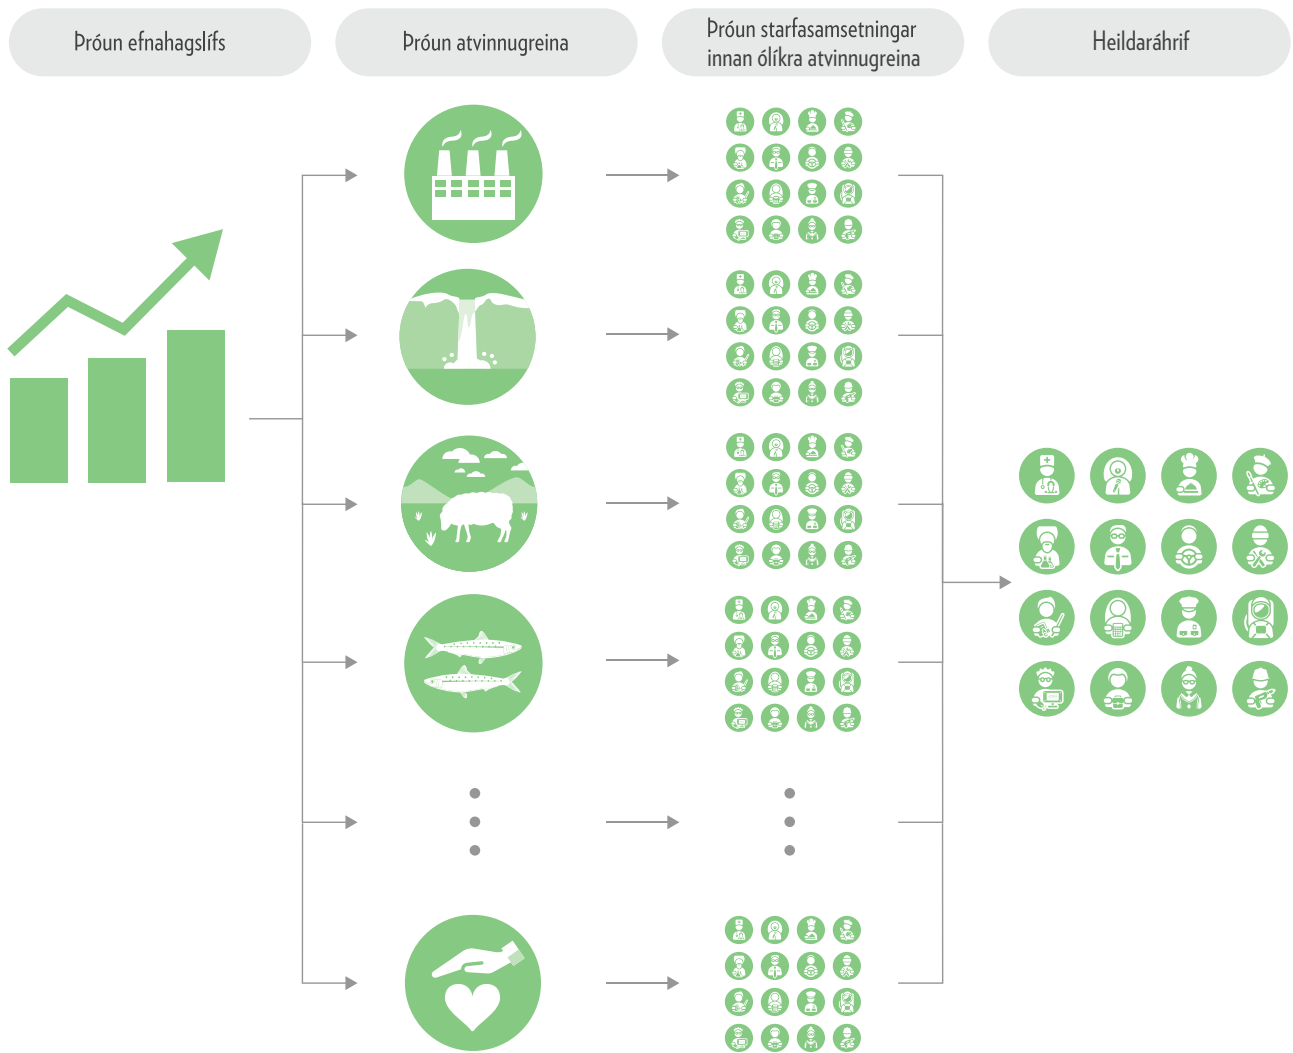 Þróun efnahagslífs
Þróun atvinnugreina
Þróun starfasamsetningar
innan ólíkra atvinnugreina
Heildaráhrif